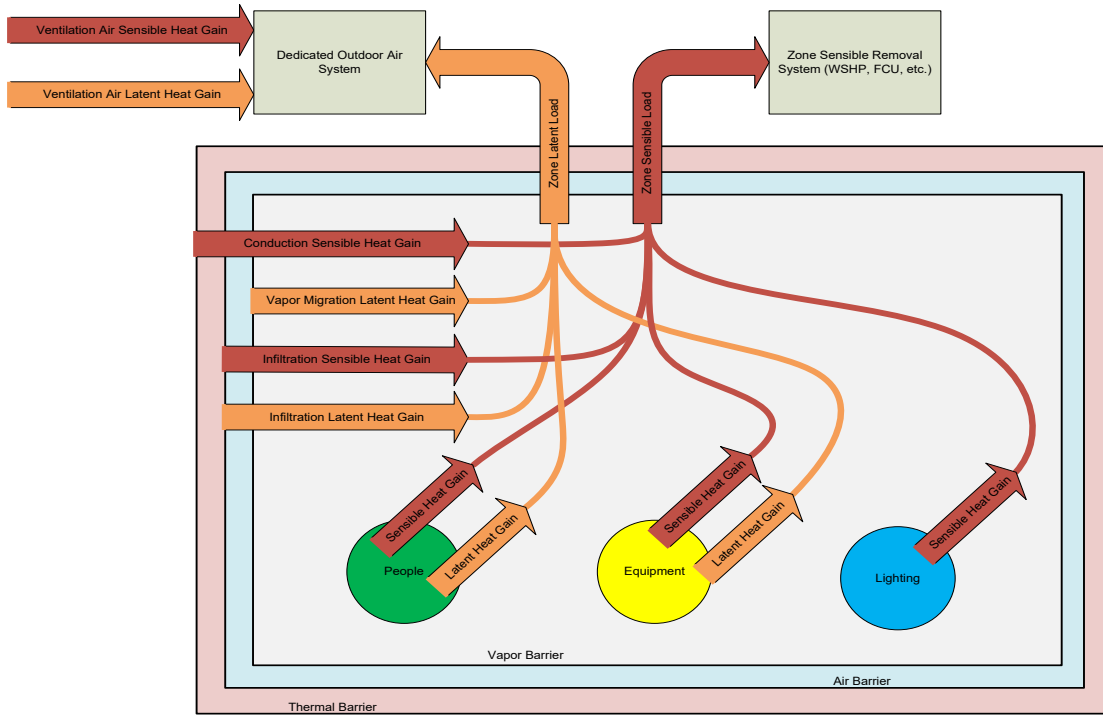 Ventilation Air Sensible Heat Gain
Ventilation Air Latent Heat Gain
Dedicated Outdoor Air
System
Zone Sensible Removal
System (WSHP, FCU, etc.)
Zone Latent Load
Zone Sensible Load
Conduction Sensible Heat Gain
Vapor Migration Latent Heat Gain
Infiltration Sensible Heat Gain
Infiltration Latent Heat Gain
Sensible Heat Gain
Latent Heat Gain
People
Sensible Heat Gain
Latent Heat Gain
Equipment
Sensible Heat Gain
Lighting
Vapor Barrier
Air Barrier
Thermal Barrier